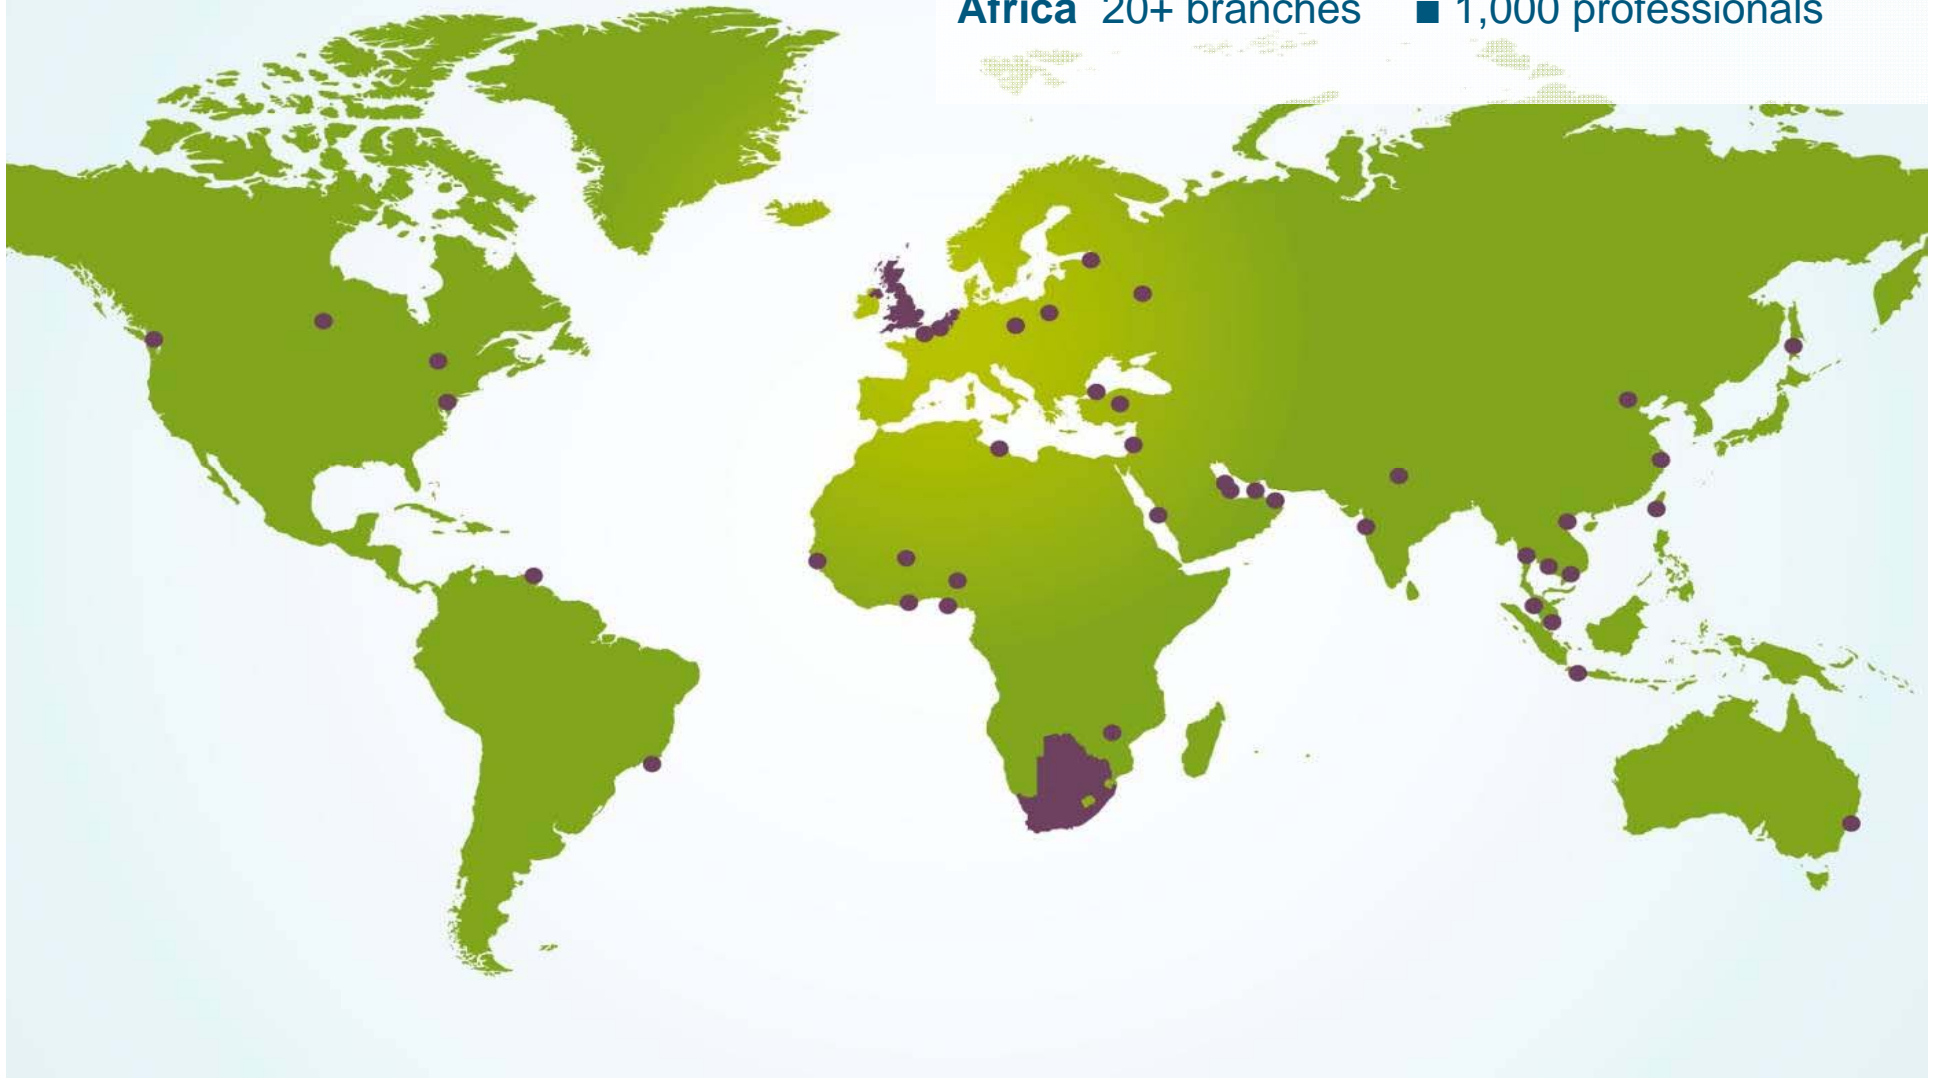 Africa 20+ branches ■ 1,000 professionals